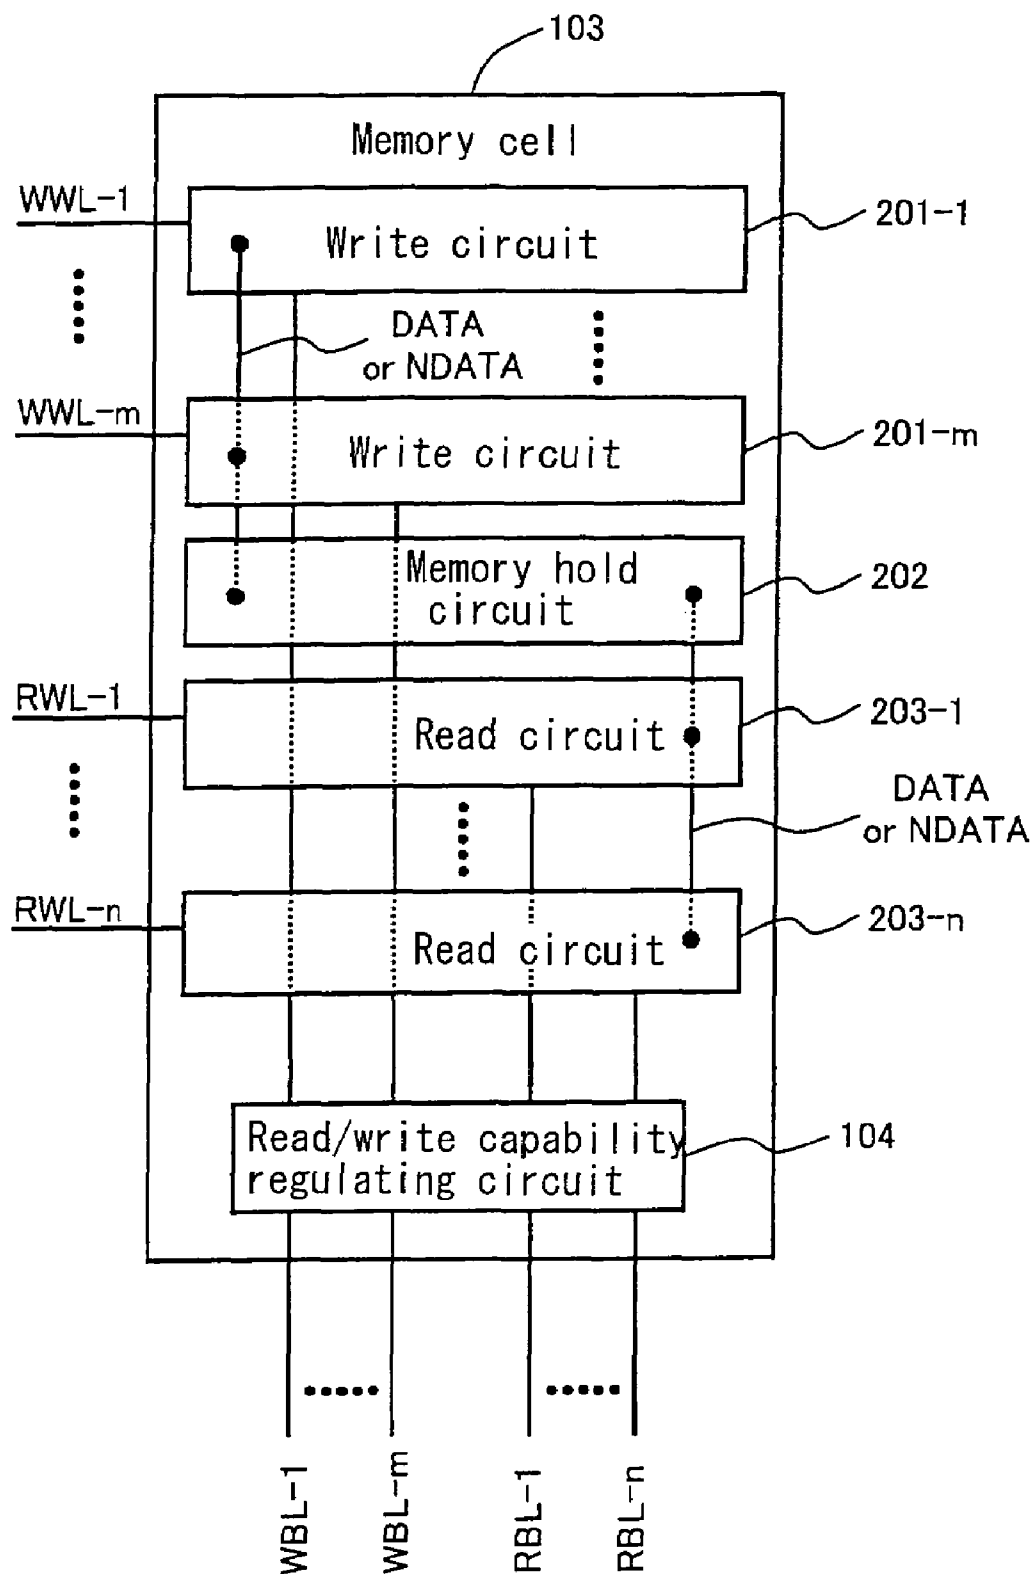 103
Memory cell
WWL-1
201-1
Write circuit
DATA
or NDATA
WWL-m
201-m
Write circuit
Memory hold
circuit
202
RWL-1
203-1
Read circuit
DATA
or NDATA
RWL-n
203-n
Read circuit
Read/write capability
regulating circuit
104
WBL-1
WBL-m
RBL-1
RBL-n